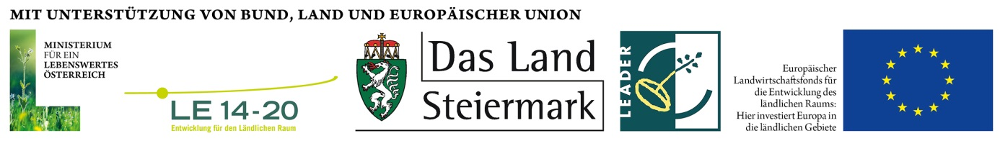 MIT UNTERSTÜTZUNG VON BUND, LAND UND EUROPÄISCHER UNION
MINISTERIUM
FÜR EIN
LEBENSWERTES
ÖSTERREICH
LE 14-20
Entwicklung für den Ländlichen Raum
Das Land
Steiermark
LEADER
Europäischer
Landwirtschaftsfonds für
die Entwicklung des
ländlichen Raums:
Hier investiert Europa in
die ländlichen Gebiete